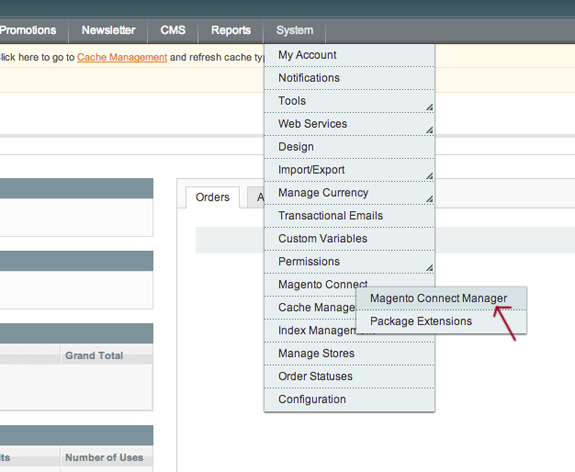 Promotions Newsletter CMS Reports System
lick here to go to Cache Management and refresh cache ty
My Account
Notifications
Tools
Web Services
Design
Import/Export
Manage Currency
Transactional Emails
Custom Variables
Permissions
Magento Connect
Cache Manage
Index Management
Manage Stores
Order Statuses
Configuration
Magento Connect Manager
Package Extensions
Orders A
Grand Total
its Number of Uses